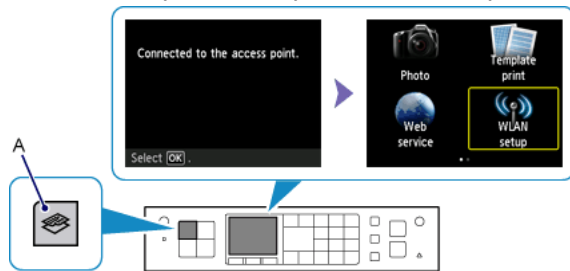 Connected to the access point.
Select OK .
Photo
Template
print
Web
service
WLAN
setup
A